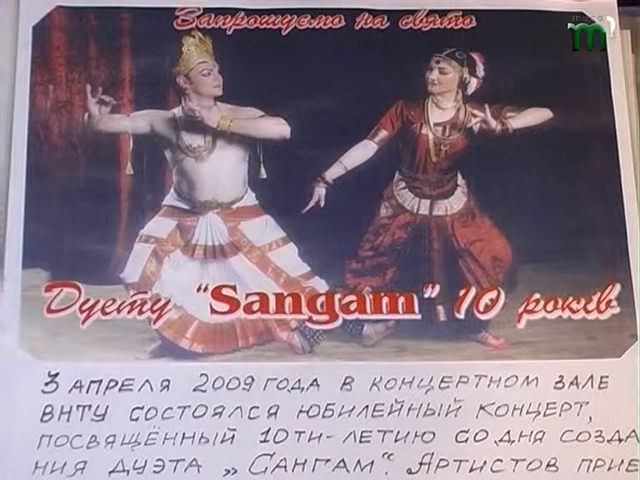 Запрошуємо на свято
Дуету "Sangam" 10 років
3 АПРЕЛЯ 2009 ГОДА В КОНЦЕРТНОМ ЗАЛЕ
ВНТУ СОСТОЯЛСЯ ЮБИЛЕЙНЫЙ КОНЦЕРТ,
ПОСВЯЩЁННЫЙ 10ТИ-ЛЕТИЮ СО ДНЯ СОЗДА
НИЯ ДУЭТА „САНГАМ". АРТИСТОВ ПРИЕ